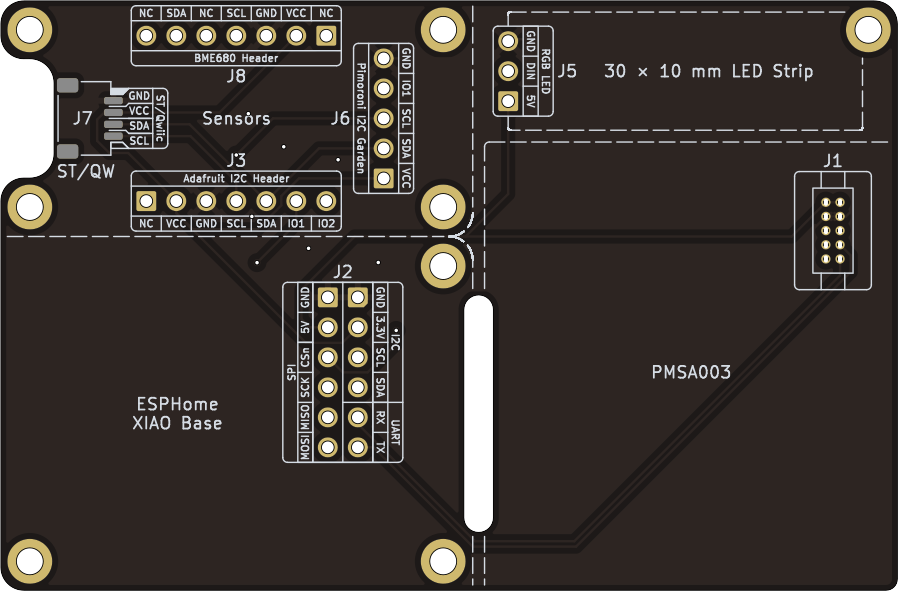 NC SDA NC SCL GND VCC NC
BME680 Header
J8
GND IO1 SCL SDA VCC
Pimoroni I2C Garden
J6
GND DIN 5V
RGB LED
J5
30 × 10 mm LED Strip
J7
GND
VCC
SDA
SCL
ST/Qwiic
ST/QW
Sensors
J3
Adafruit I2C Header
NC VCC GND SCL SDA IO1 IO2
J1
J2
GND 5V CSn SCK MISO MOSI
SPI
GND 3.3V SCL SDA RX TX
I2C
UART
ESPHome
XIAO Base
PMSA003